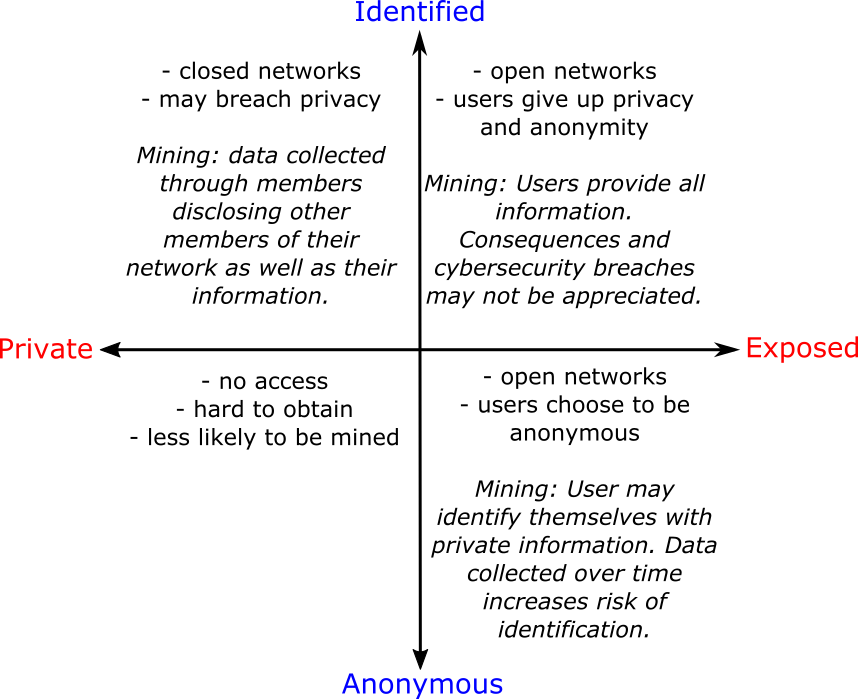 Identified
- closed networks
- may breach privacy
Mining: data collected
through members
disclosing other
members of their
network as well as their
information.
- open networks
- users give up privacy
and anonymity
Mining: Users provide all
information.
Consequences and
cybersecurity breaches
may not be appreciated.
Private
Exposed
- no access
- hard to obtain
- less likely to be mined
- open networks
- users choose to be
anonymous
Mining: User may
identify themselves with
private information. Data
collected over time
increases risk of
identification.
Anonymous